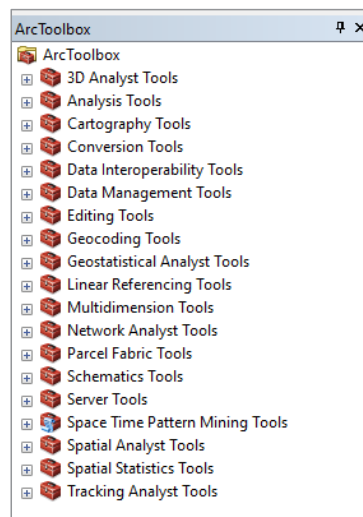 ArcToolbox
ArcToolbox
3D Analyst Tools
Analysis Tools
Cartography Tools
Conversion Tools
Data Interoperability Tools
Data Management Tools
Editing Tools
Geocoding Tools
Geostatistical Analyst Tools
Linear Referencing Tools
Multidimension Tools
Network Analyst Tools
Parcel Fabric Tools
Schematics Tools
Server Tools
Space Time Pattern Mining Tools
Spatial Analyst Tools
Spatial Statistics Tools
Tracking Analyst Tools